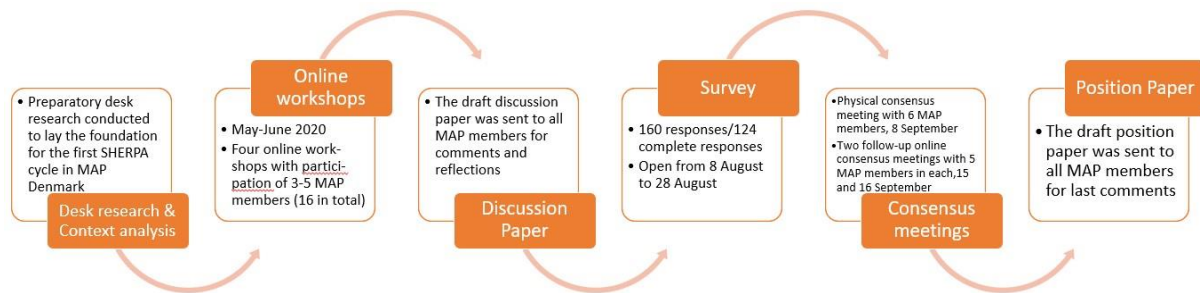 • Preparatory desk
research conducted
to lay the foundation
for the first SHERPA
cycle in MAP
Denmark
Desk research &
Context analysis
Online
workshops
• May-June 2020
• Four online work-
shops with partici-
pation of 3-5 MAP
members (16 in total)
• The draft discussion
paper was sent to all
MAP members for
comments and
reflections
Discussion
Paper
Survey
• 160 responses/124
complete responses
• Open from 8 August
to 28 August
•Physical consensus
meeting with 6 MAP
members, 8 September
•Two follow-up online
consensus meetings with 5
MAP members in each,15
and 16 September
Consensus
meetings
Position Paper
• The draft position
paper was sent to
all MAP members
for last comments